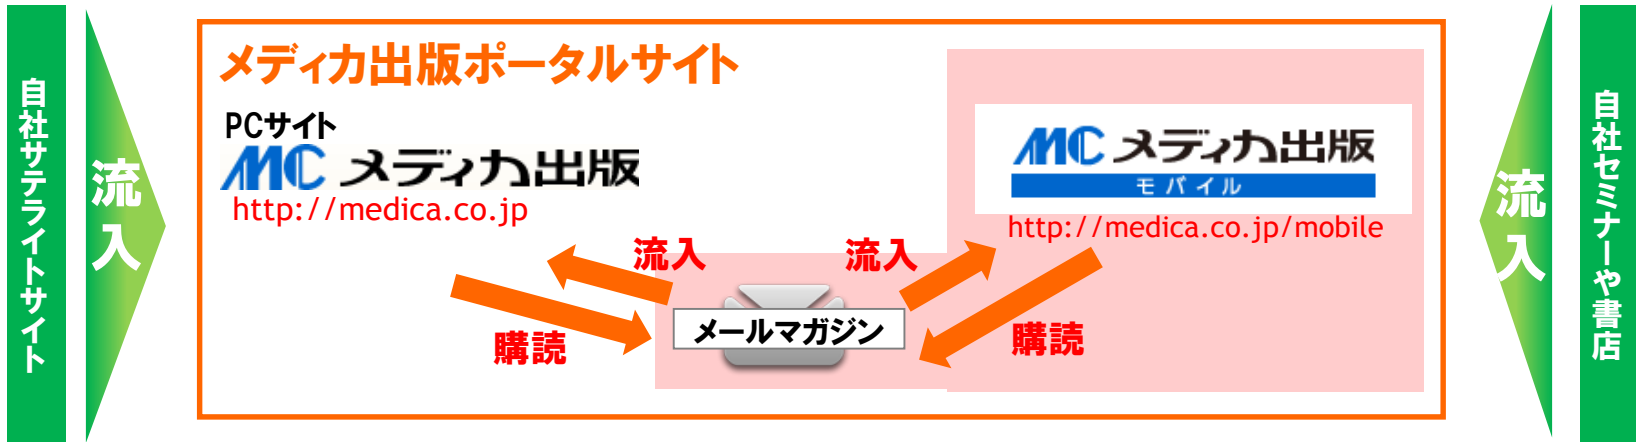 自社サテライトサイト
流入
メディカ出版ポータルサイト
PCサイト
MC メディカ出版
http://medica.co.jp
MC メディカ出版
モバイル
http://medica.co.jp/mobile
流入
流入
メールマガジン
購読
購読
流入
自社セミナーや書店